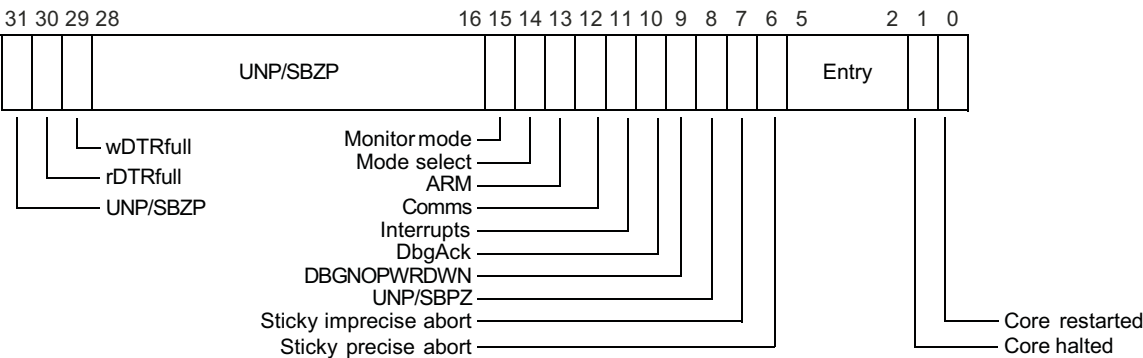 31 30 29 28 16 15 14 13 12 11 10 9 8 7 6 5 2 1 0
UNP/SBZP Entry
wDTRfull
rDTRfull
UNP/SBZP
Monitor mode
Mode select
ARM
Comms
Interrupts
DbgAck
DBGNOPWRDWN
UNP/SBPZ
Sticky imprecise abort
Sticky precise abort
Core restarted
Core halted